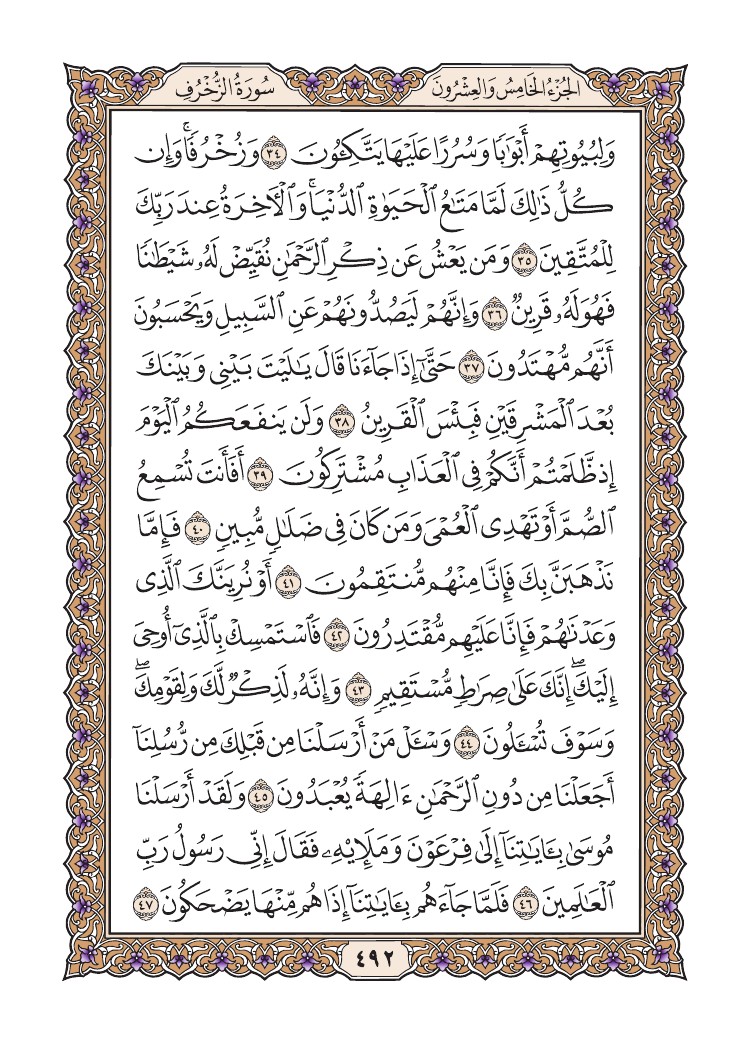 الجُزْءُ الخَامِسُ وَالعِشْرُونَ سُورَةُ الزُّخْرُفِ
وَلِبُيُوتِهِمْ أَبْوَٰبًا وَسُرُرًا عَلَيْهَا يَتَّكِـُٔونَ ٣٤ وَزُخْرُفًاۚ وَإِن
كُلُّ ذَٰلِكَ لَمَّا مَتَـٰعُ ٱلْحَيَوٰةِ ٱلدُّنْيَاۚ وَٱلْـَٔاخِرَةُ عِندَ رَبِّكَ
لِلْمُتَّقِينَ ٣٥ وَمَن يَعْشُ عَن ذِكْرِ ٱلرَّحْمَـٰنِ نُقَيِّضْ لَهُۥ شَيْطَـٰنًا
فَهُوَ لَهُۥ قَرِينٌ ٣٦ وَإِنَّهُمْ لَيَصُدُّونَهُمْ عَنِ ٱلسَّبِيلِ وَيَحْسَبُونَ
أَنَّهُم مُّهْتَدُونَ ٣٧ حَتَّىٰٓ إِذَا جَآءَنَا قَالَ يَـٰلَيْتَ بَيْنِى وَبَيْنَكَ
بُعْدَ ٱلْمَشْرِقَيْنِ فَبِئْسَ ٱلْقَرِينُ ٣٨ وَلَن يَنفَعَكُمُ ٱلْيَوْمَ
إِذ ظَّلَمْتُمْ أَنَّكُمْ فِى ٱلْعَذَابِ مُشْتَرِكُونَ ٣٩ أَفَأَنتَ تُسْمِعُ
ٱلصُّمَّ أَوْ تَهْدِى ٱلْعُمْىَ وَمَن كَانَ فِى ضَلَـٰلٍ مُّبِينٍ ٤٠ فَإِمَّا
نَذْهَبَنَّ بِكَ فَإِنَّا مِنْهُم مُّنتَقِمُونَ ٤١ أَوْ نُرِيَنَّكَ ٱلَّذِى
وَعَدْنَـٰهُمْ فَإِنَّا عَلَيْهِم مُّقْتَدِرُونَ ٤٢ فَٱسْتَمْسِكْ بِٱلَّذِىٓ أُوحِىَ
إِلَيْكَۖ إِنَّكَ عَلَىٰ صِرَٰطٍ مُّسْتَقِيمٍ ٤٣ وَإِنَّهُۥ لَذِكْرٌ لَّكَ وَلِقَوْمِكَۖ
وَسَوْفَ تُسْـَٔلُونَ ٤٤ وَسْـَٔلْ مَنْ أَرْسَلْنَا مِن قَبْلِكَ مِن رُّسُلِنَآ
أَجَعَلْنَا مِن دُونِ ٱلرَّحْمَـٰنِ ءَالِهَةً يُعْبَدُونَ ٤٥ وَلَقَدْ أَرْسَلْنَا
مُوسَىٰ بِـَٔايَـٰتِنَآ إِلَىٰ فِرْعَوْنَ وَمَلَإِي۟هِۦ فَقَالَ إِنِّى رَسُولُ رَبِّ
ٱلْعَـٰلَمِينَ ٤٦ فَلَمَّا جَآءَهُم بِـَٔايَـٰتِنَآ إِذَا هُم مِّنْهَا يَضْحَكُونَ ٤٧
٤٩٢